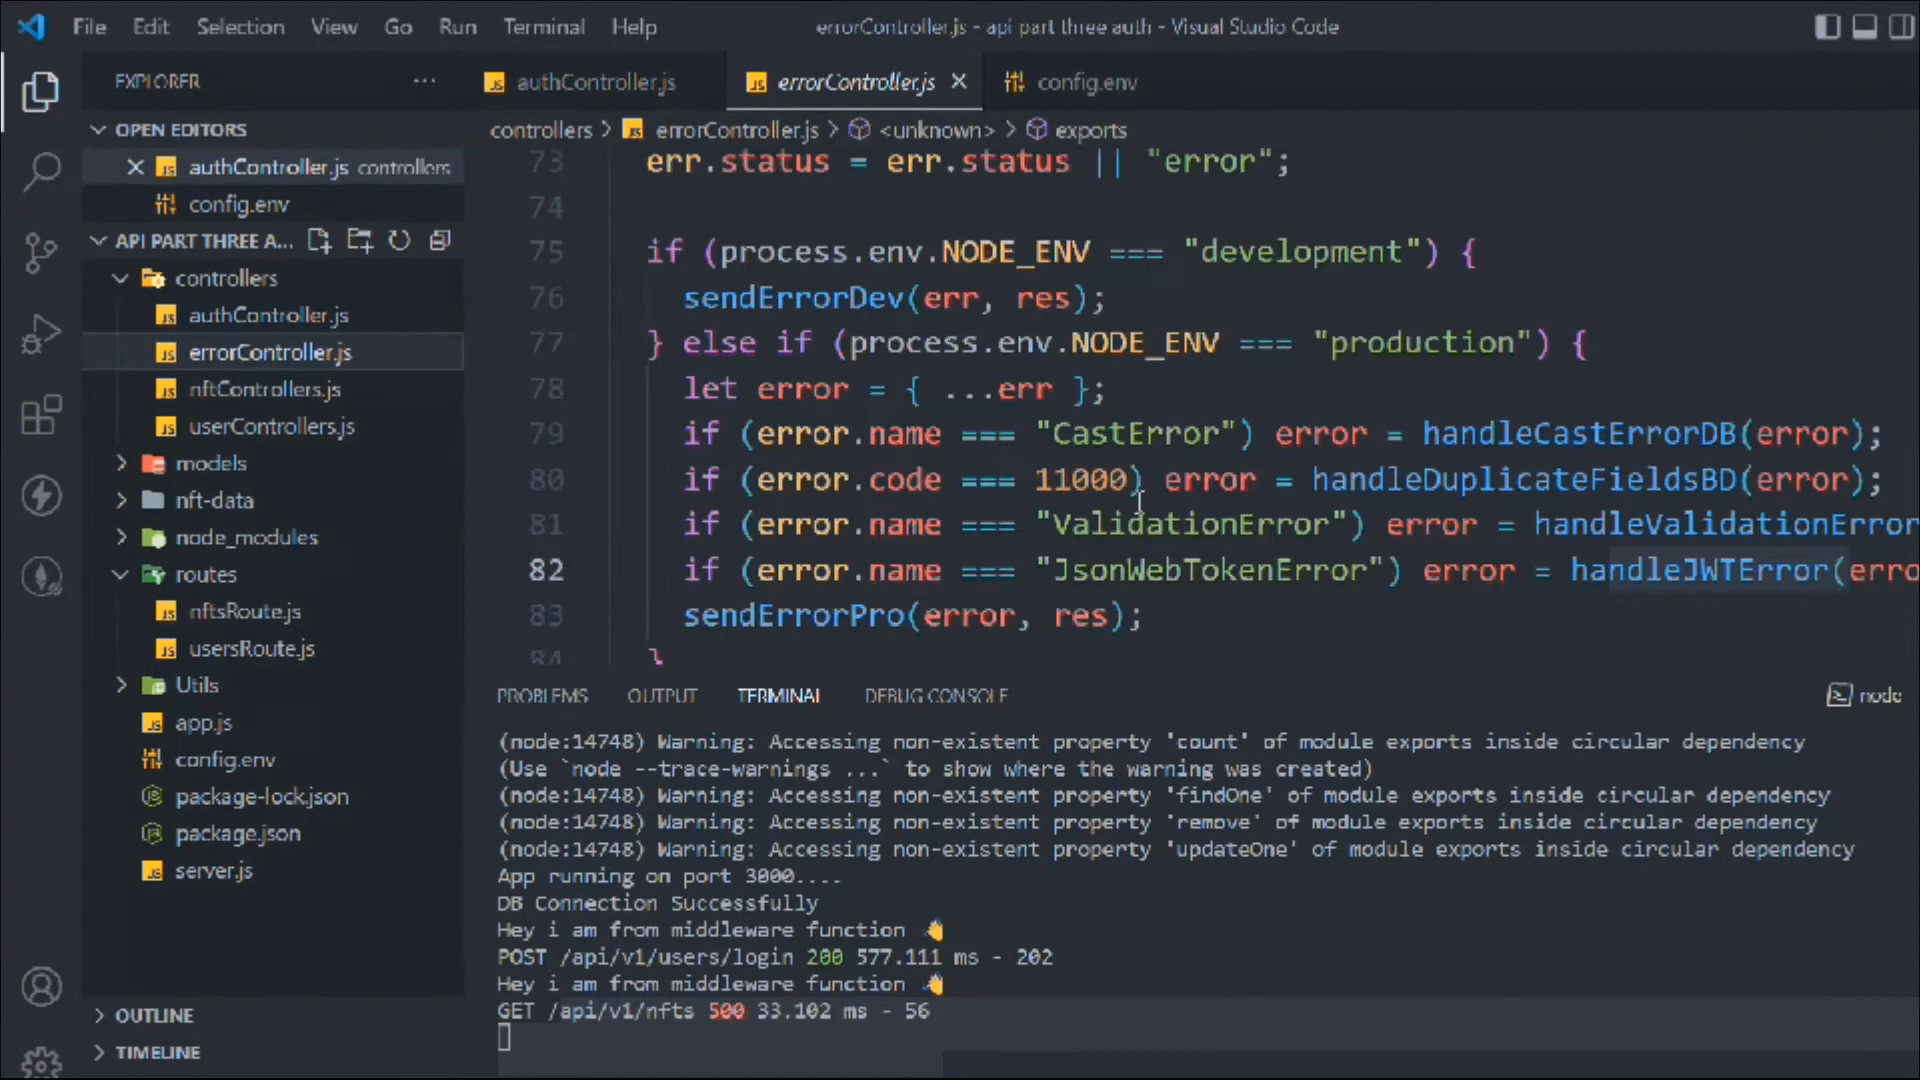 File Edit Selection View Go Run Terminal Help
errorController.js - api part three auth - Visual Studio Code
EXPLORER
authController.js
errorController.js
config.env
OPEN EDITORS
authController.js controllers
config.env
API PART THREE A...
controllers
authController.js
errorController.js
nftControllers.js
userControllers.js
models
nft-data
node_modules
routes
nftsRoute.js
usersRoute.js
Utils
app.js
config.env
package-lock.json
package.json
server.js
OUTLINE
TIMELINE
controllers > errorController.js > <unknown> > exports
73 err.status = err.status || "error";
74
75 if (process.env.NODE_ENV === "development") {
76 sendErrorDev(err, res);
77 } else if (process.env.NODE_ENV === "production") {
78 let error = { ...err };
79 if (error.name === "CastError") error = handleCastErrorDB(error);
80 if (error.code === 11000) error = handleDuplicateFieldsBD(error);
81 if (error.name === "ValidationError") error = handleValidationError
82 if (error.name === "JsonWebTokenError") error = handleJWTError(erro
83 sendErrorPro(error, res);
84 }
PROBLEMS OUTPUT TERMINAL DEBUG CONSOLE
node
(node:14748) Warning: Accessing non-existent property 'count' of module exports inside circular dependency
(Use `node --trace-warnings ...` to show where the warning was created)
(node:14748) Warning: Accessing non-existent property 'findOne' of module exports inside circular dependency
(node:14748) Warning: Accessing non-existent property 'remove' of module exports inside circular dependency
(node:14748) Warning: Accessing non-existent property 'updateOne' of module exports inside circular dependency
App running on port 3000....
DB Connection Successfully
Hey i am from middleware function 👋
POST /api/v1/users/login 200 577.111 ms - 202
Hey i am from middleware function 👋
GET /api/v1/nfts 500 33.102 ms - 56